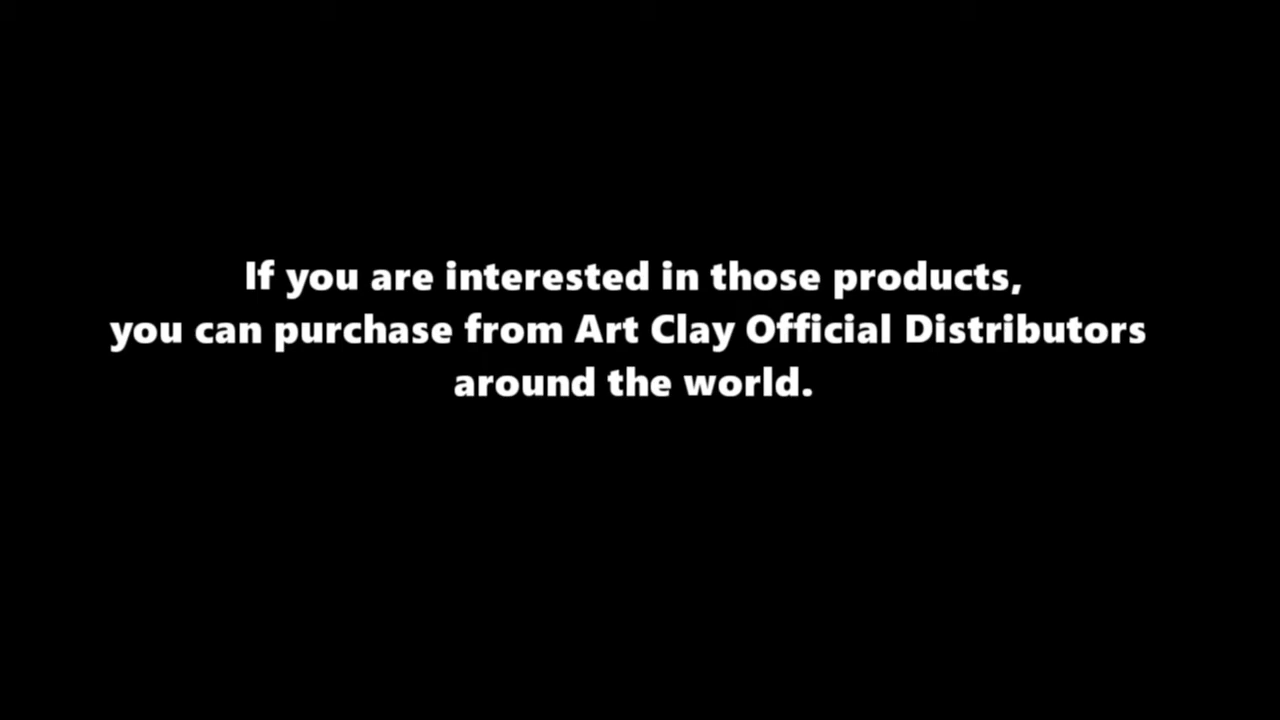 If you are interested in those products,
you can purchase from Art Clay Official Distributors
around the world.